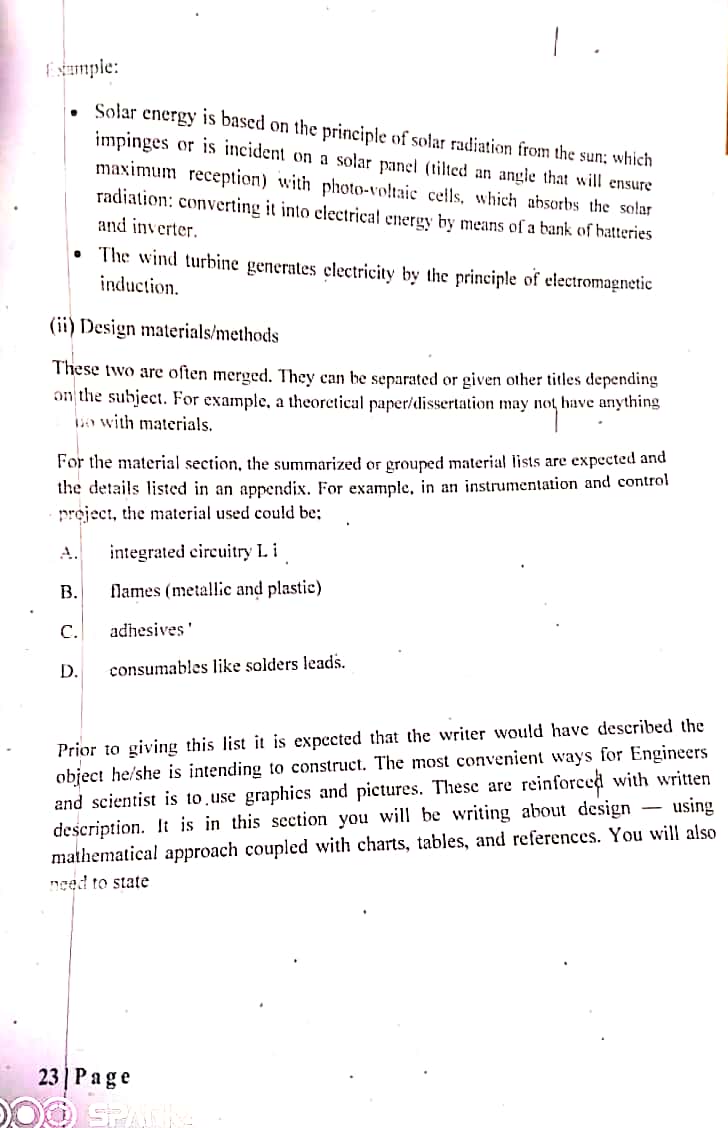 Example:
• Solar energy is based on the principle of solar radiation from the sun; which
impinges or is incident on a solar panel (tilted an angle that will ensure
maximum reception) with photo-voltaic cells, which absorbs the solar
radiation: converting it into electrical energy by means of a bank of batteries
and inverter.
• The wind turbine generates electricity by the principle of electromagnetic
induction.
(ii) Design materials/methods
These two are often merged. They can be separated or given other titles depending
on the subject. For example, a theoretical paper/dissertation may not have anything
with materials.
For the material section, the summarized or grouped material lists are expected and
the details listed in an appendix. For example, in an instrumentation and control
project, the material used could be;
A. integrated circuitry L i
B. flames (metallic and plastic)
C. adhesives '
D. consumables like solders leads.
Prior to giving this list it is expected that the writer would have described the
object he/she is intending to construct. The most convenient ways for Engineers
and scientist is to use graphics and pictures. These are reinforced with written
description. It is in this section you will be writing about design — using
mathematical approach coupled with charts, tables, and references. You will also
need to state
23 | Page
SPARK